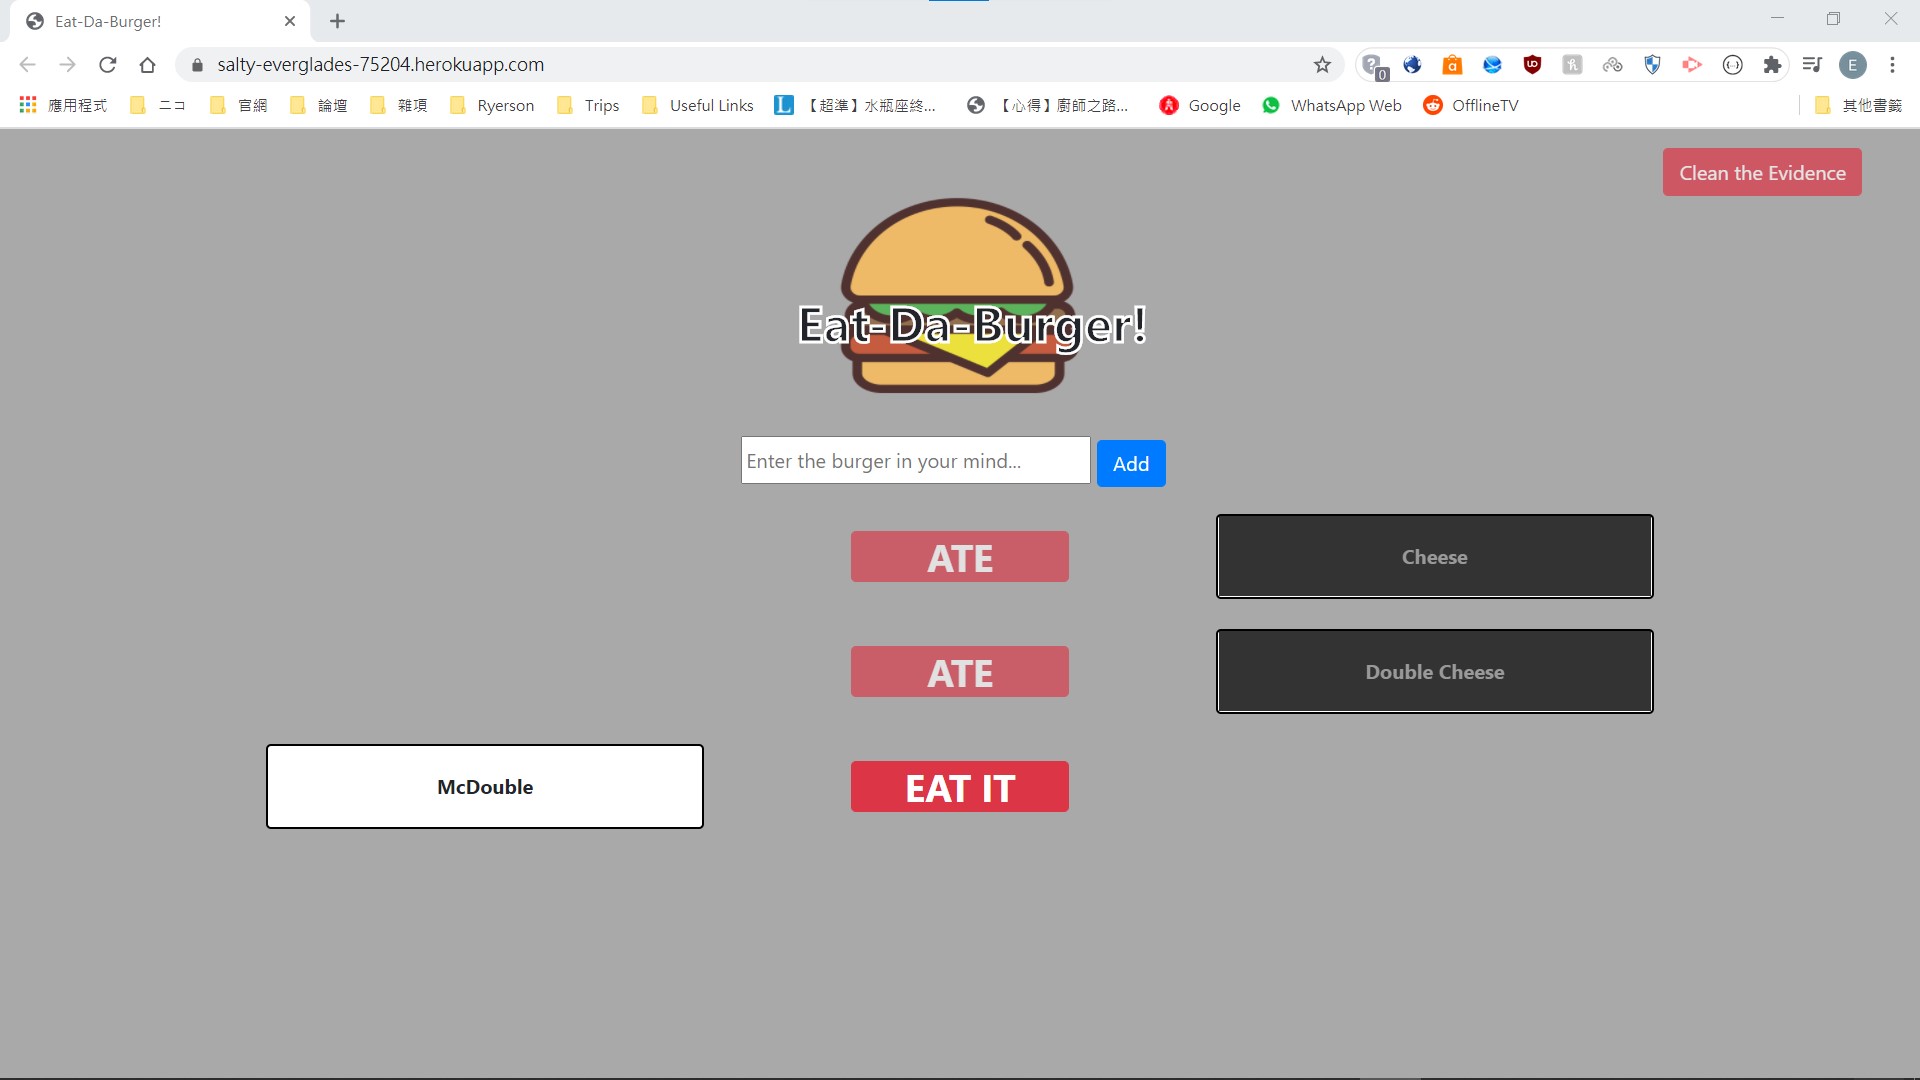 Eat-Da-Burger!
salty-everglades-75204.herokuapp.com
0
E
應用程式 ニコ 官網 論壇 雜項 Ryerson Trips Useful Links 【超準】水瓶座終... 【心得】廚師之路... Google WhatsApp Web OfflineTV 其他書籤
Clean the Evidence
Eat-Da-Burger!
Enter the burger in your mind... Add
ATE Cheese
ATE Double Cheese
McDouble EAT IT